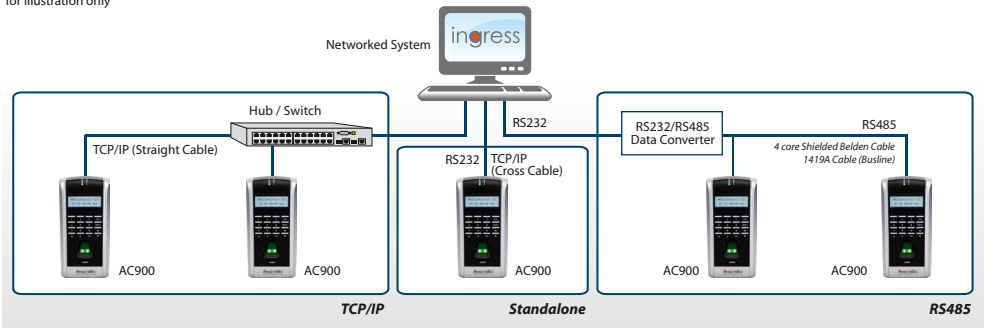 for illustration only
Networked System
ingress
Hub / Switch
TCP/IP (Straight Cable)
AC900
AC900
TCP/IP
RS232
TCP/IP
(Cross Cable)
AC900
Standalone
RS232
RS232/RS485
Data Converter
RS485
4 core Shielded Belden Cable
1419A Cable (Busline)
AC900
AC900
RS485